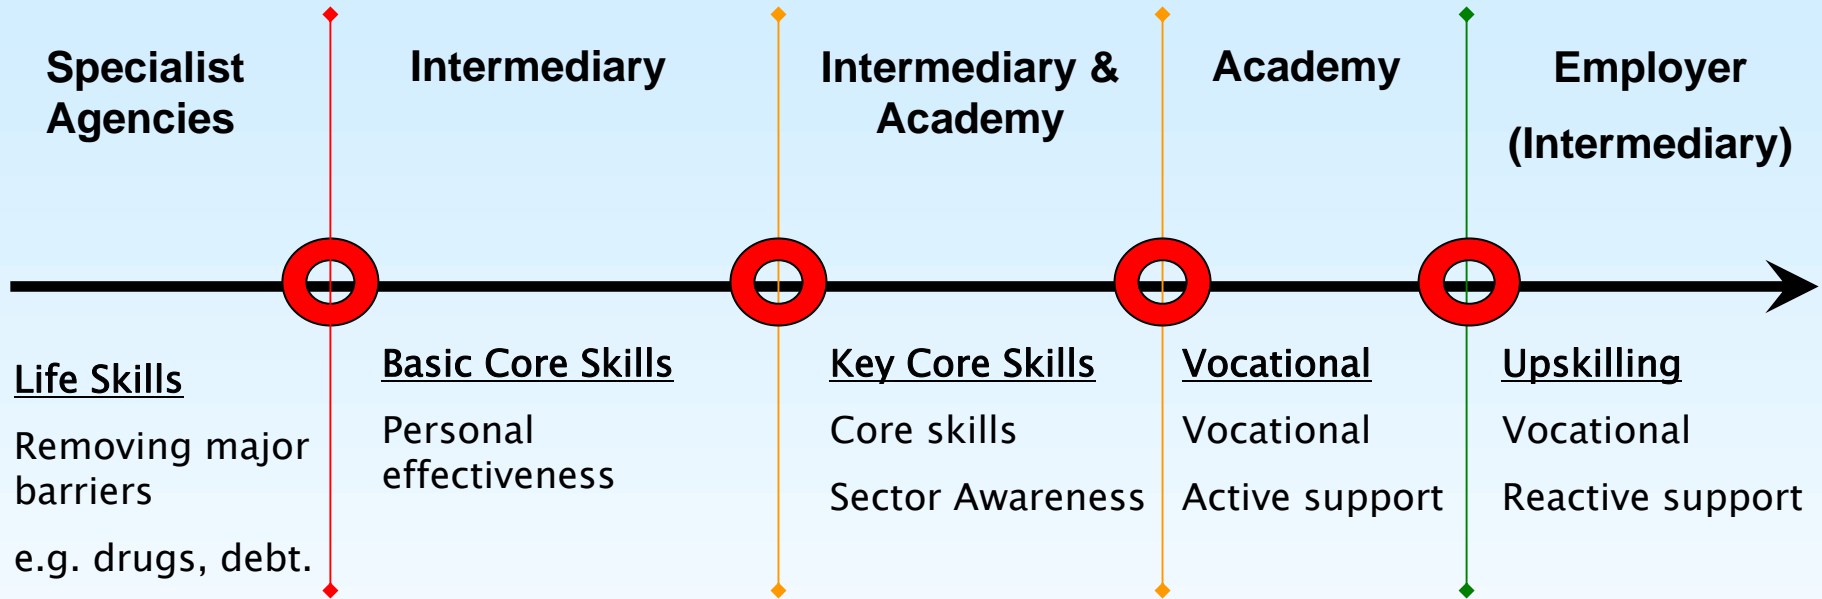 Specialist
Agencies
Intermediary
Intermediary &
Academy
Academy
Employer
(Intermediary)
Life Skills
Removing major
barriers
e.g. drugs, debt.
Basic Core Skills
Personal
effectiveness
Key Core Skills
Core skills
Sector Awareness
Vocational
Vocational
Active support
Upskilling
Vocational
Reactive support